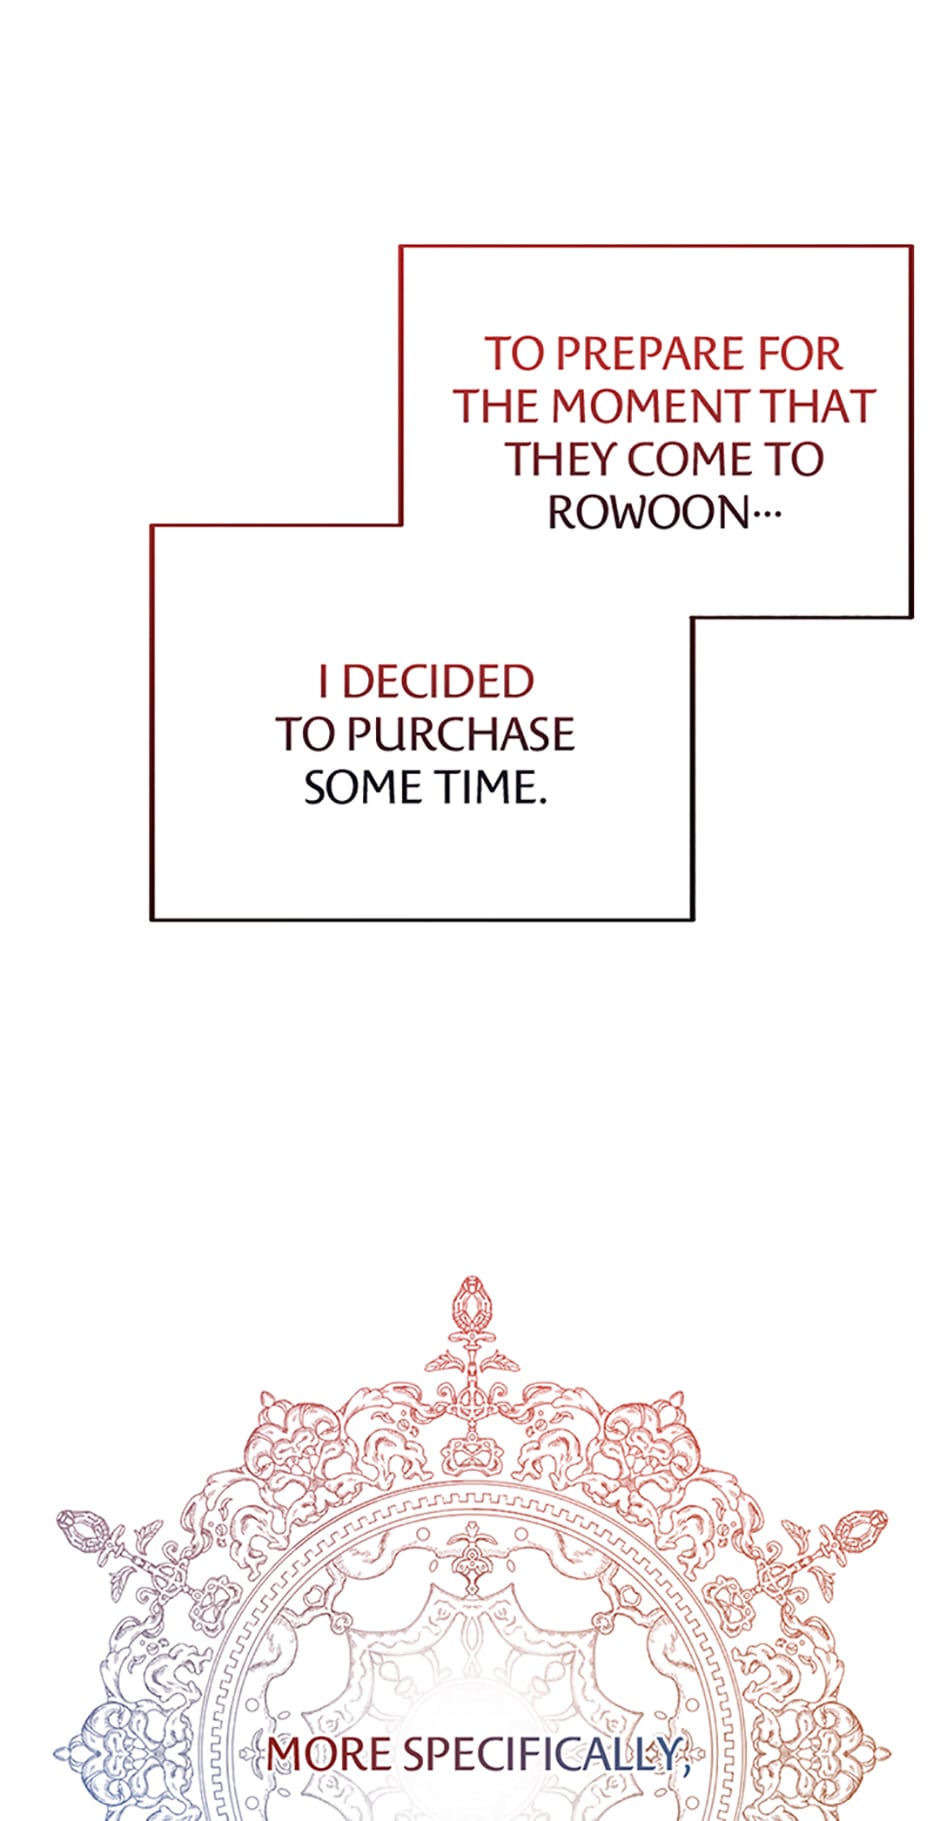 TO PREPARE FOR
THE MOMENT THAT
THEY COME TO
ROWOON...
I DECIDED
TO PURCHASE
SOME TIME.
MORE SPECIFICALLY,